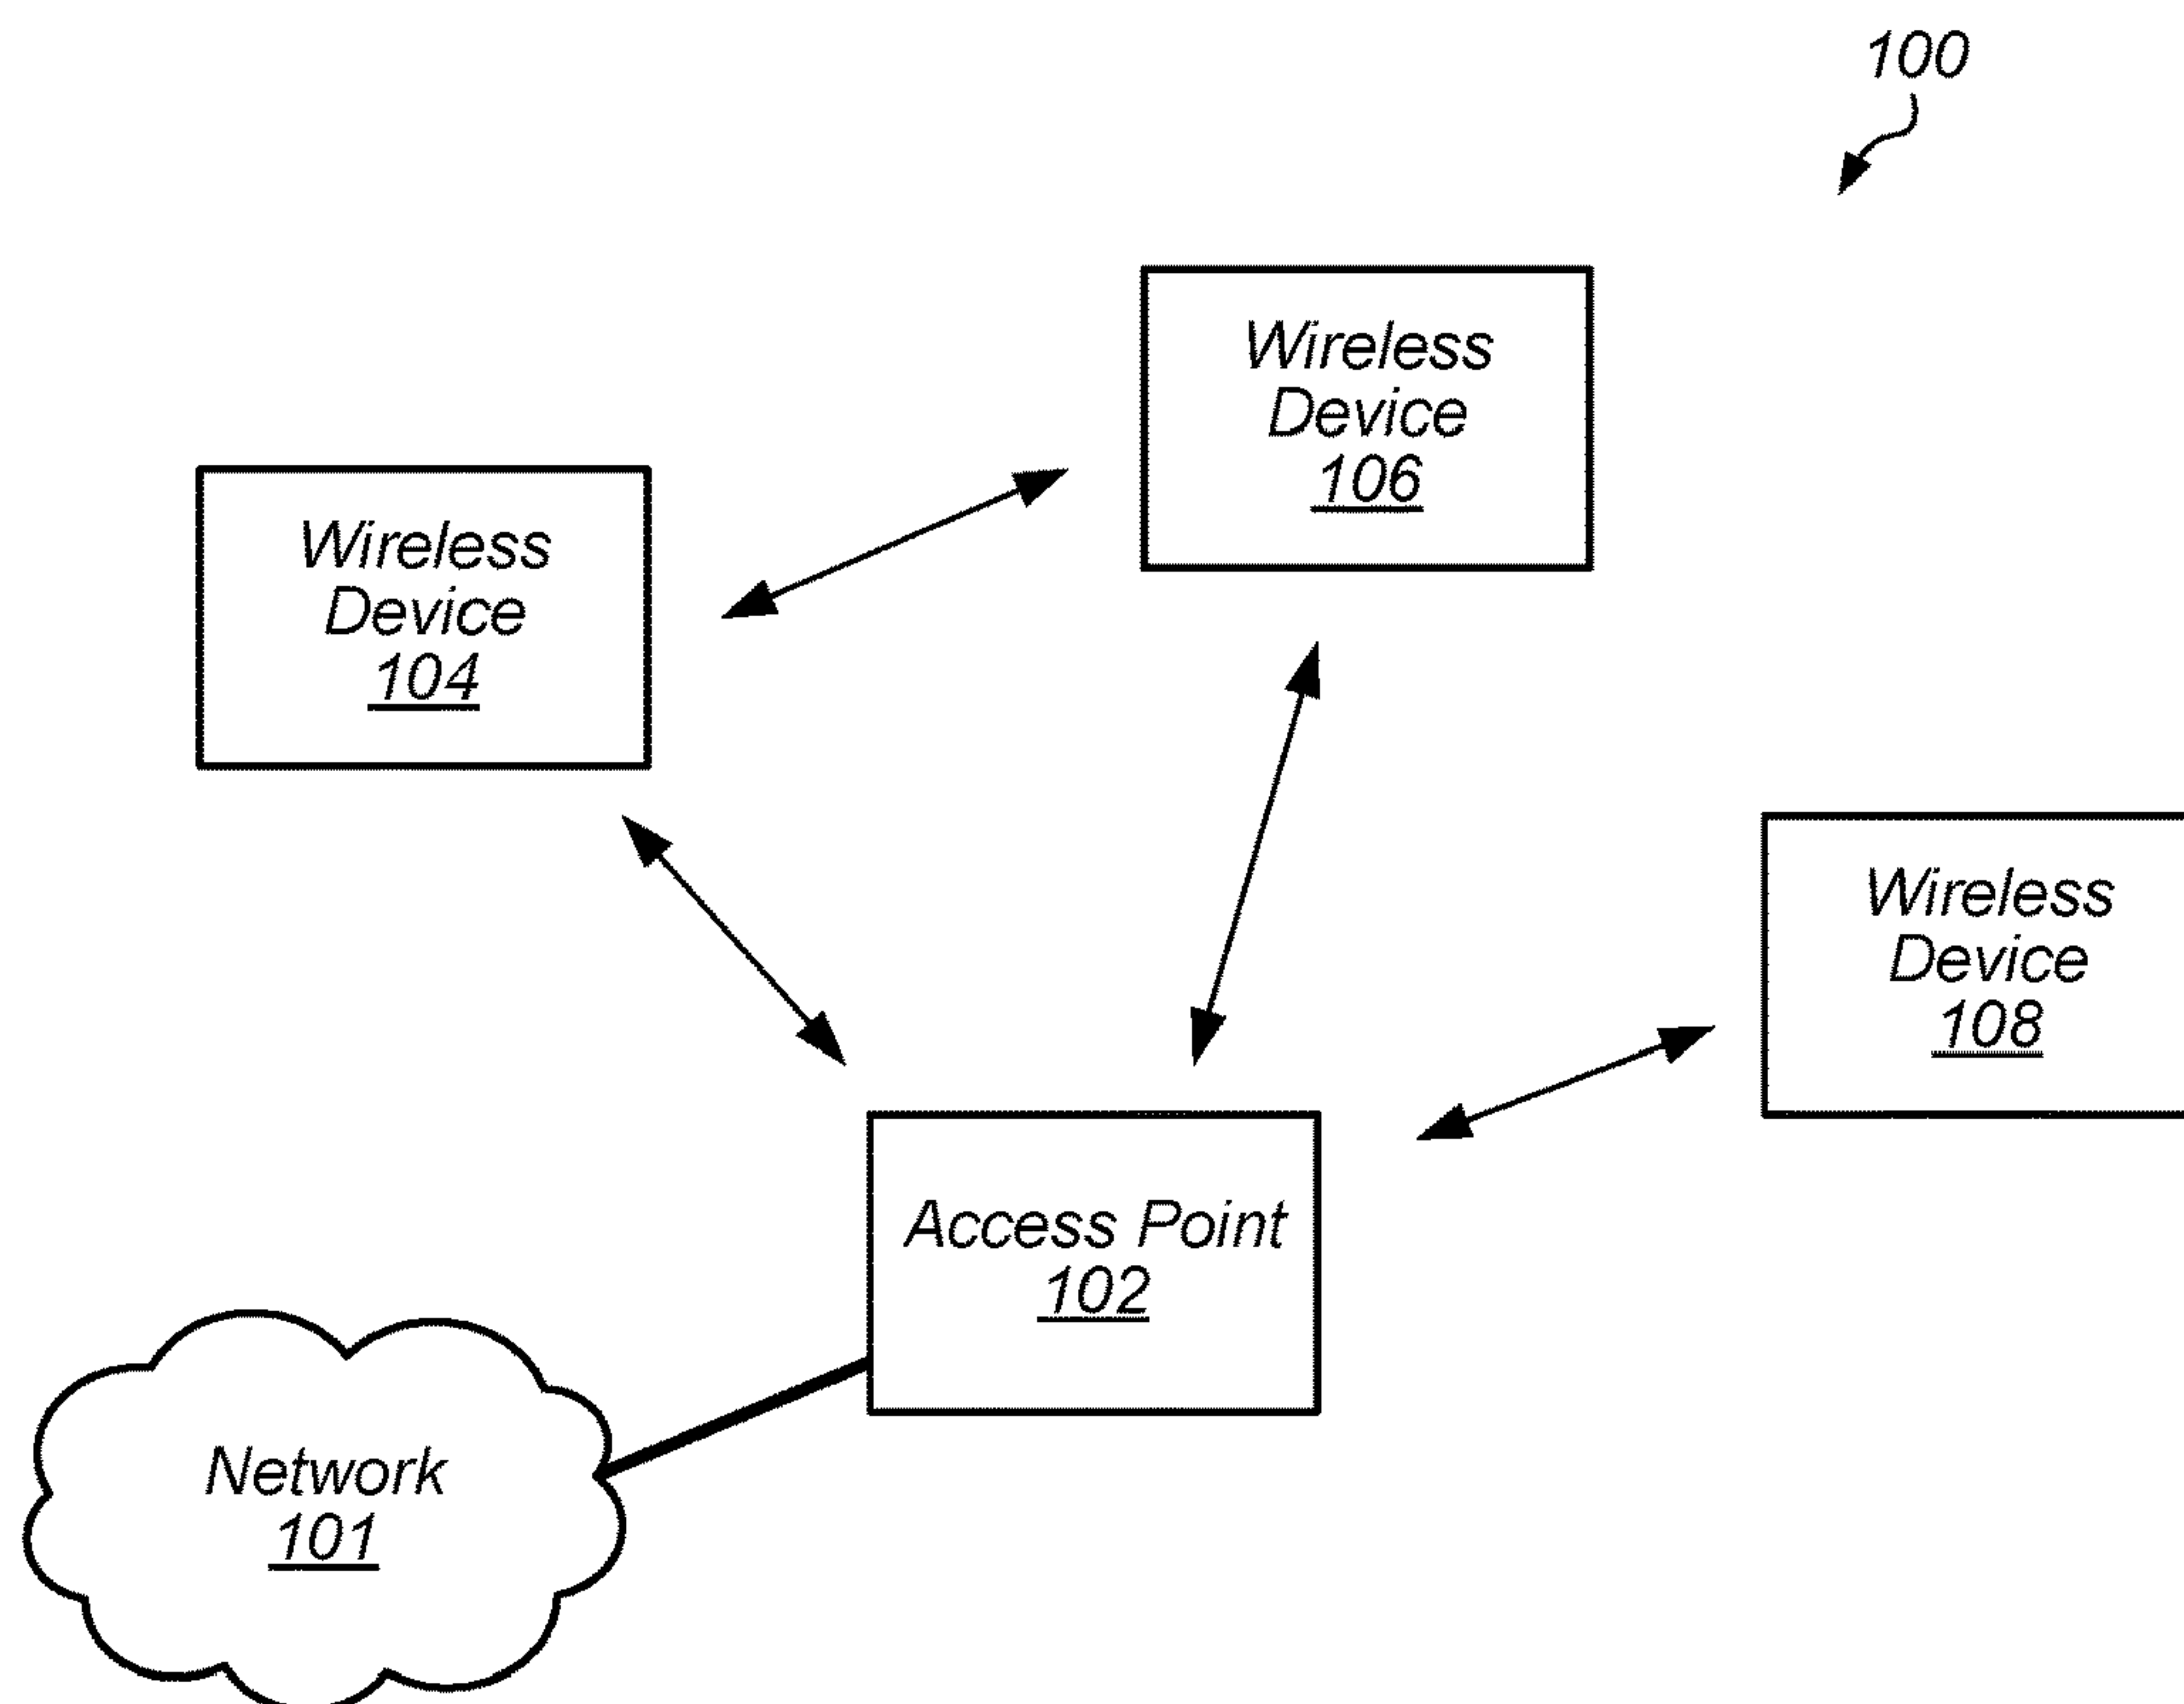 100
Wireless
Device
106
Wireless
Device
104
Wireless
Device
108
Access Point
102
Network
101